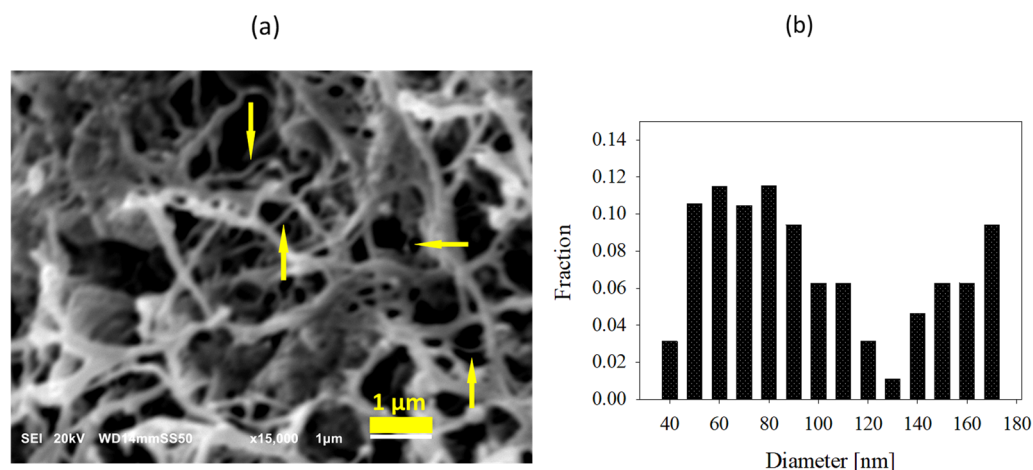 (a)
(b)
1 μm
SEI 20kV WD14mmSS50 x15,000 1μm
0.14
0.12
0.10
0.08
0.06
0.04
0.02
0.00
Fraction
40 60 80 100 120 140 160 180
Diameter [nm]